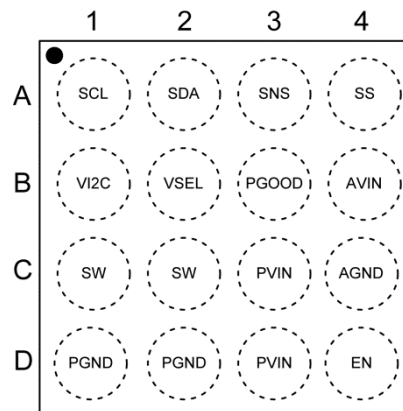 1 2 3 4
A SCL SDA SNS SS
B VI2C VSEL PGOOD AVIN
C SW SW PVIN AGND
D PGND PGND PVIN EN